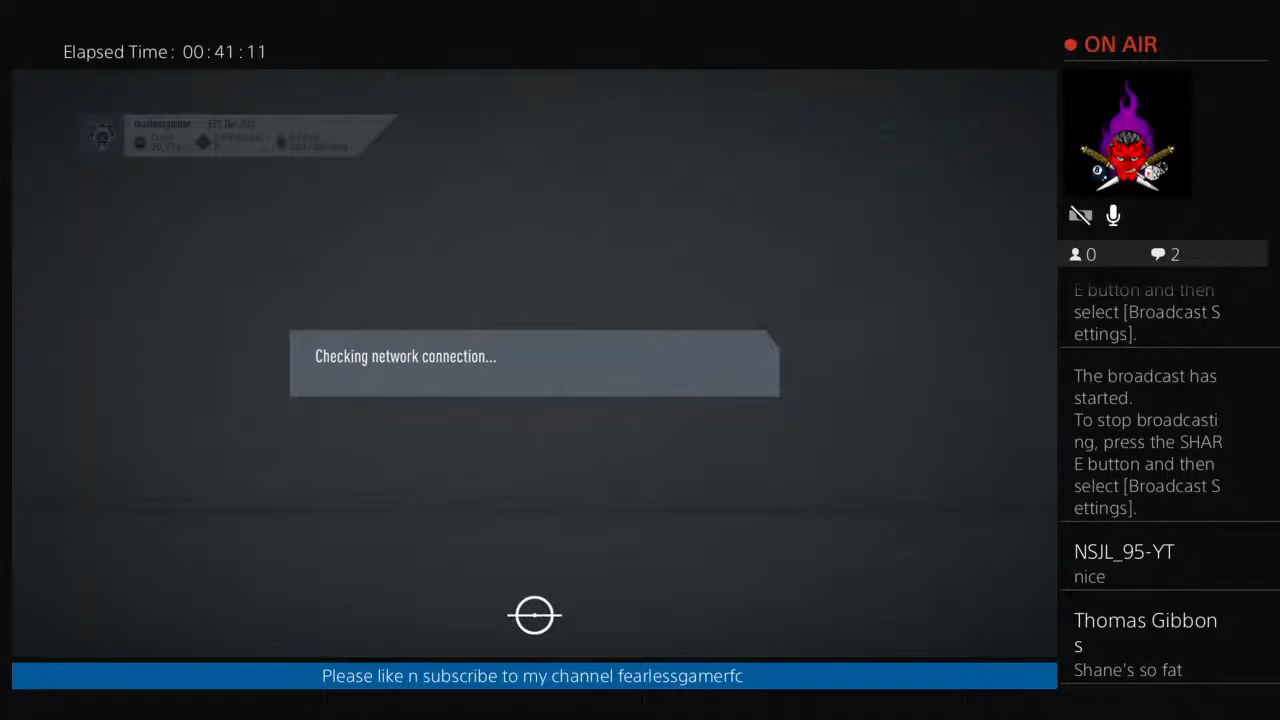 Elapsed Time: 00:41:11
ON AIR
fearlessgamer
0
2
E button and then
select [Broadcast S
ettings].
Checking network connection...
The broadcast has
started.
To stop broadcasti
ng, press the SHAR
E button and then
select [Broadcast S
ettings].
NSJL_95-YT
nice
Thomas Gibbon
s
Shane's so fat
Please like n subscribe to my channel fearlessgamerfc